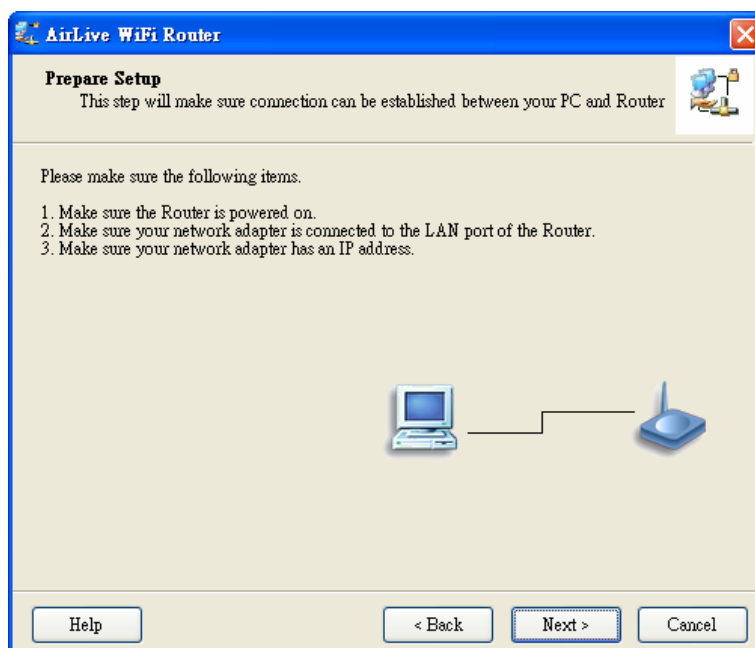 AirLive WiFi Router
Prepare Setup
This step will make sure connection can be established between your PC and Router
Please make sure the following items.
1. Make sure the Router is powered on.
2. Make sure your network adapter is connected to the LAN port of the Router.
3. Make sure your network adapter has an IP address.
Help
< Back
Next >
Cancel